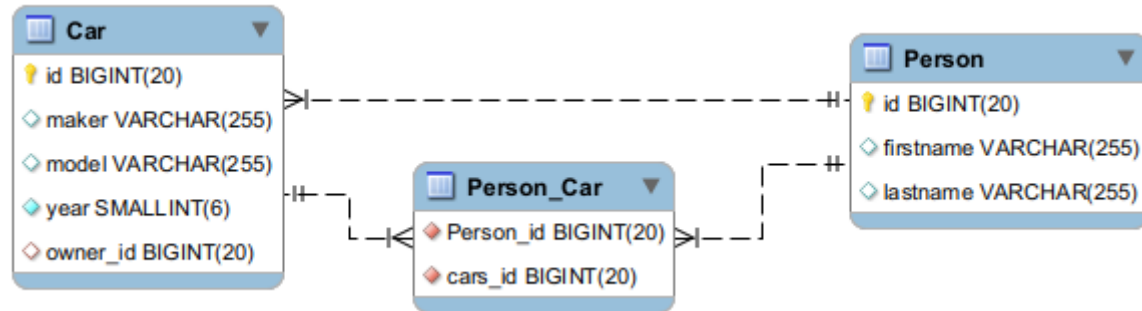 Car
id BIGINT(20)
maker VARCHAR(255)
model VARCHAR(255)
year SMALLINT(6)
owner_id BIGINT(20)
Person_Car
Person_id BIGINT(20)
cars_id BIGINT(20)
Person
id BIGINT(20)
firstname VARCHAR(255)
lastname VARCHAR(255)